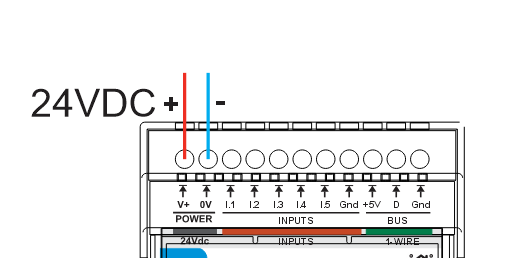 24VDC + -
V+ 0V I.1 I.2 I.3 I.4 I.5 Gnd +5V D Gnd
POWER INPUTS BUS
24Vdc INPUTS 1-WIRE